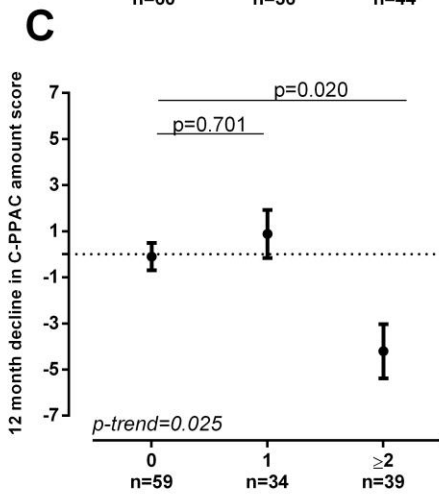 n=60 n=36 n=44
C
12 month decline in C-PPAC amount score
7
5
3
1
-1
-3
-5
-7
p=0.020
p=0.701
p-trend=0.025
0 1 ≥2
n=59 n=34 n=39